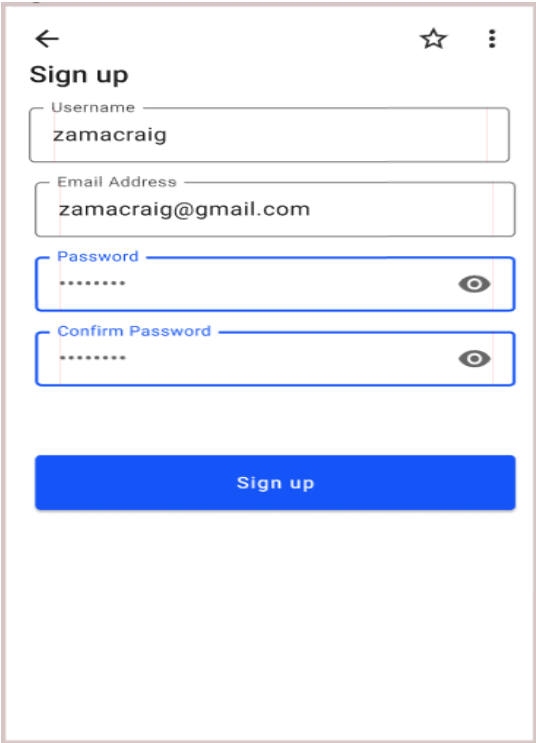 Sign up
Username
zamacraig
Email Address
zamacraig@gmail.com
Password
••••••••
Confirm Password
••••••••
Sign up